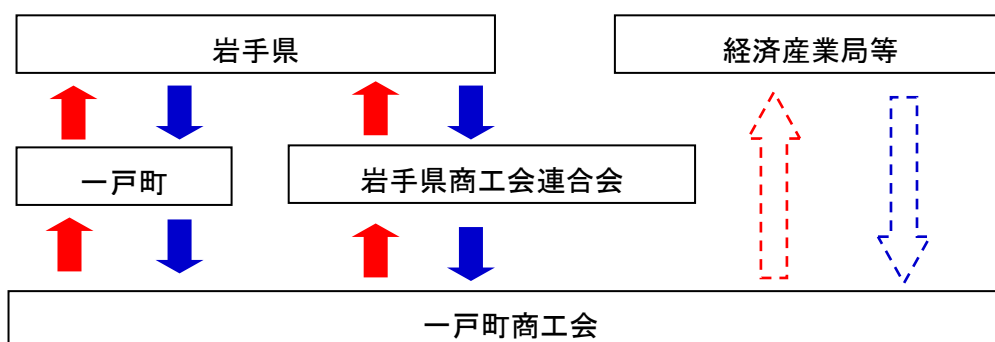 岩手県
経済産業局等
一戸町
岩手県商工会連合会
一戸町商工会